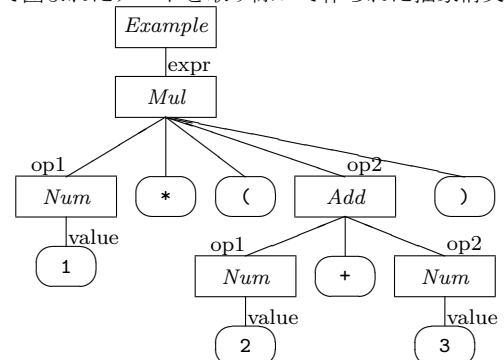 Example
expr
Mul
op1 op2
Num * ( Add )
value op1 op2
1 Num + Num
value value
2 3